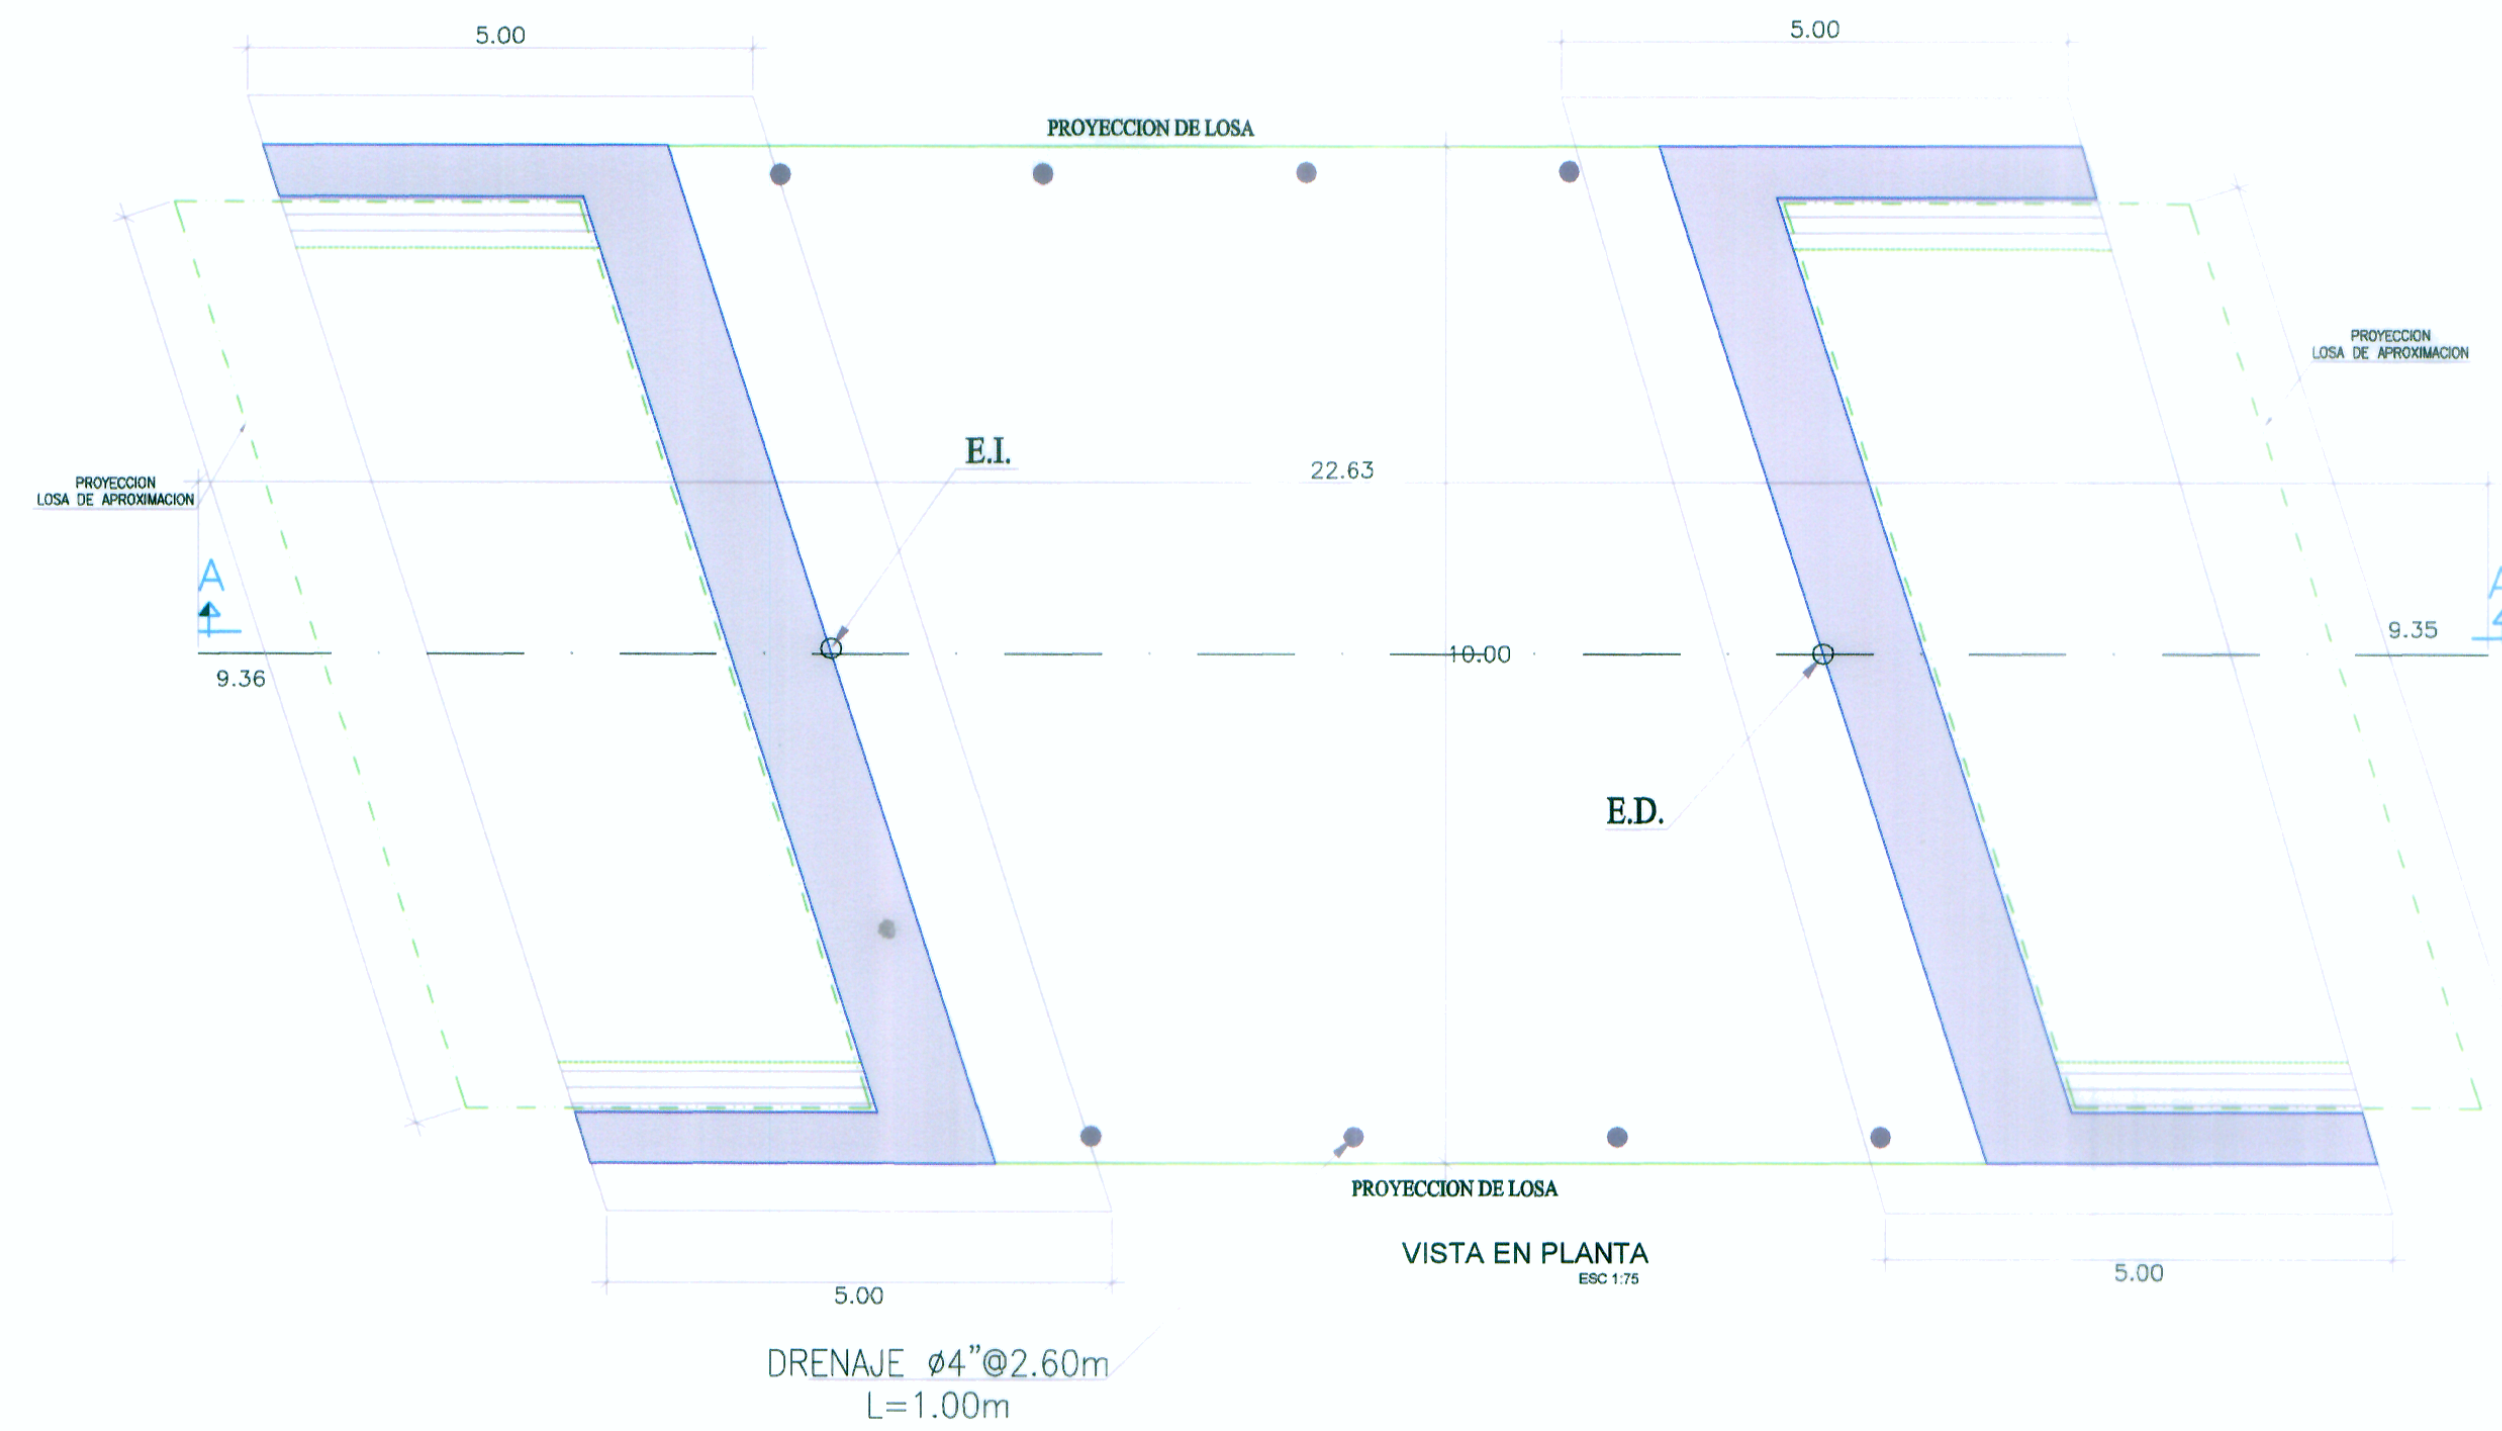 5.00
5.00
PROYECCION DE LOSA
PROYECCION
LOSA DE APROXIMACION
E.I.
22.63
PROYECCION
LOSA DE APROXIMACION
A
A
9.35
10.00
9.36
E.D.
PROYECCION DE LOSA
VISTA EN PLANTA
ESC 1:75
5.00
5.00
DRENAJE ø4"@2.60m
L=1.00m